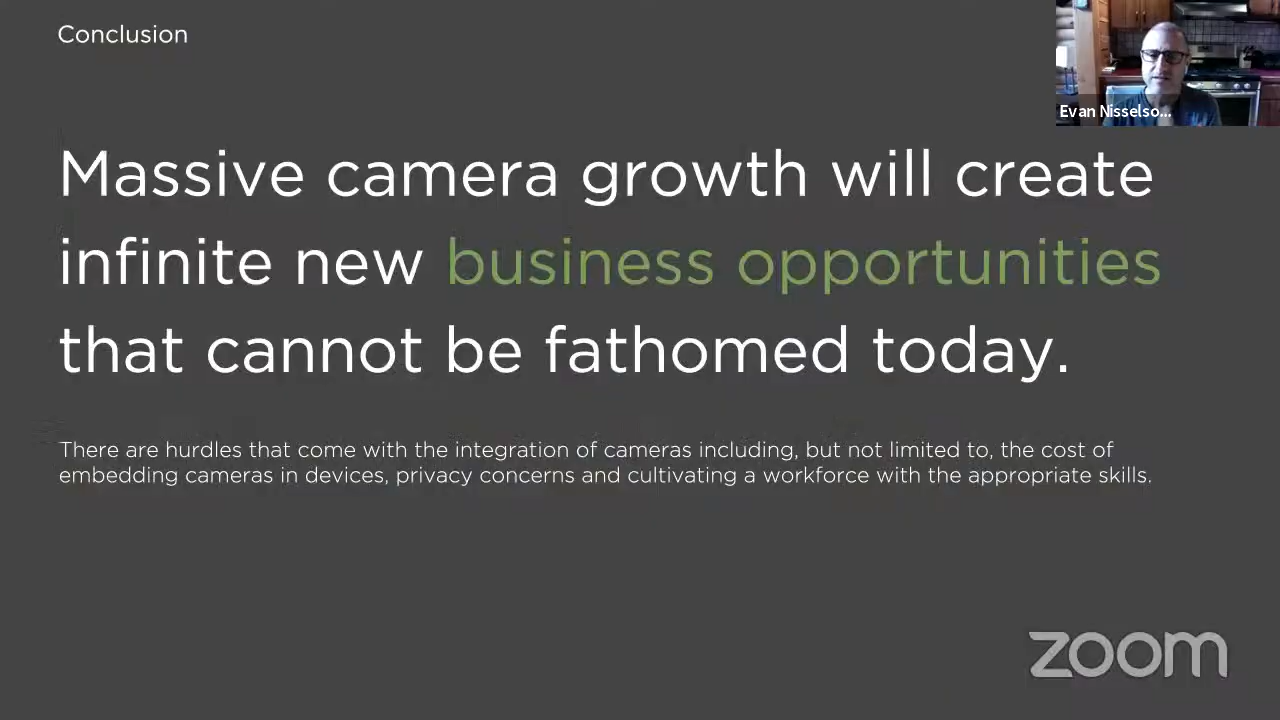 Conclusion
Evan Nisselso...
Massive camera growth will create
infinite new business opportunities
that cannot be fathomed today.
There are hurdles that come with the integration of cameras including, but not limited to, the cost of
embedding cameras in devices, privacy concerns and cultivating a workforce with the appropriate skills.
zoom